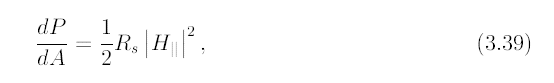 dP/dA = 1/2 R_s |H_{||}|^2 , (3.39)